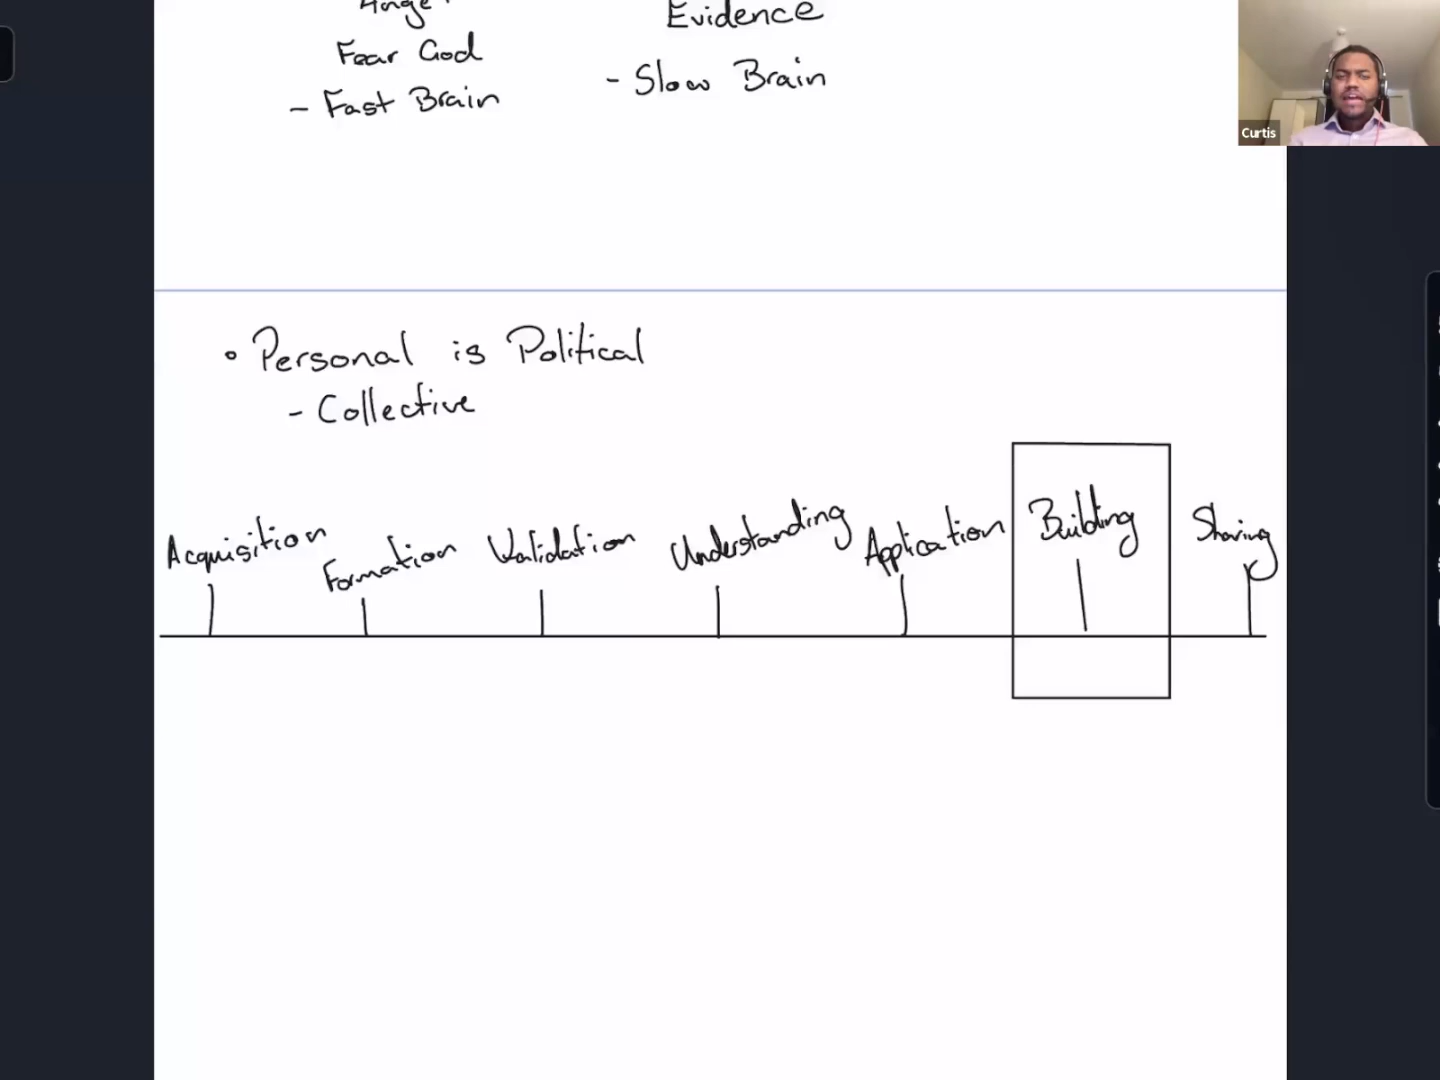 Fear God
- Fast Brain
Evidence
- Slow Brain
Curtis
• Personal is Political
- Collective
Acquisition
Formation
Validation
Understanding
Application
Building
Sharing